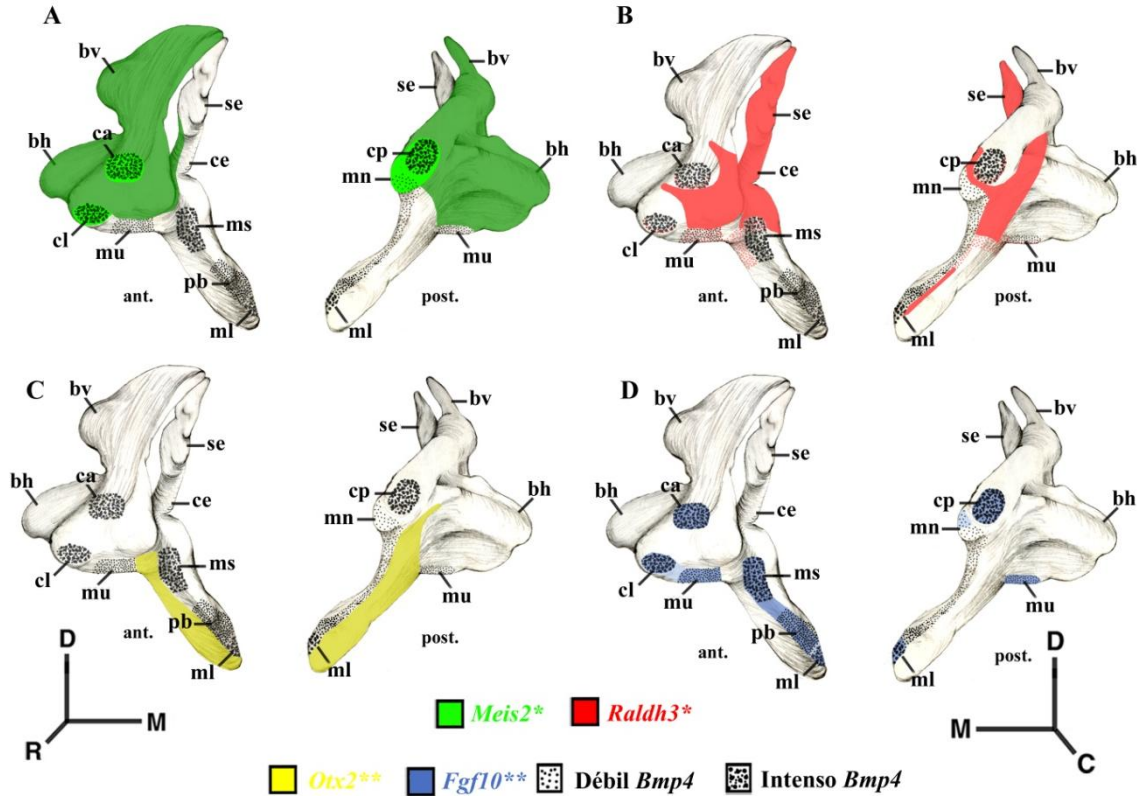 A
bv
se
bh
ca
ce
cl
mu
ms
pb
ant.
ml
bv
se
cp
mn
bh
mu
post.
ml
B
bv
se
bh
ca
ce
cl
mu
ms
pb
ant.
ml
bv
se
cp
mn
bh
mu
post.
ml
C
bv
se
bh
ca
ce
cl
mu
ms
pb
ant.
ml
bv
se
cp
mn
bh
mu
post.
ml
D
bv
se
bh
ca
ce
cl
mu
ms
pb
ant.
ml
bv
se
cp
mn
bh
mu
post.
ml
D
M
R
D
M
C
Meis2* Raldh3*
Otx2** Fgf10** Débil Bmp4 Intenso Bmp4